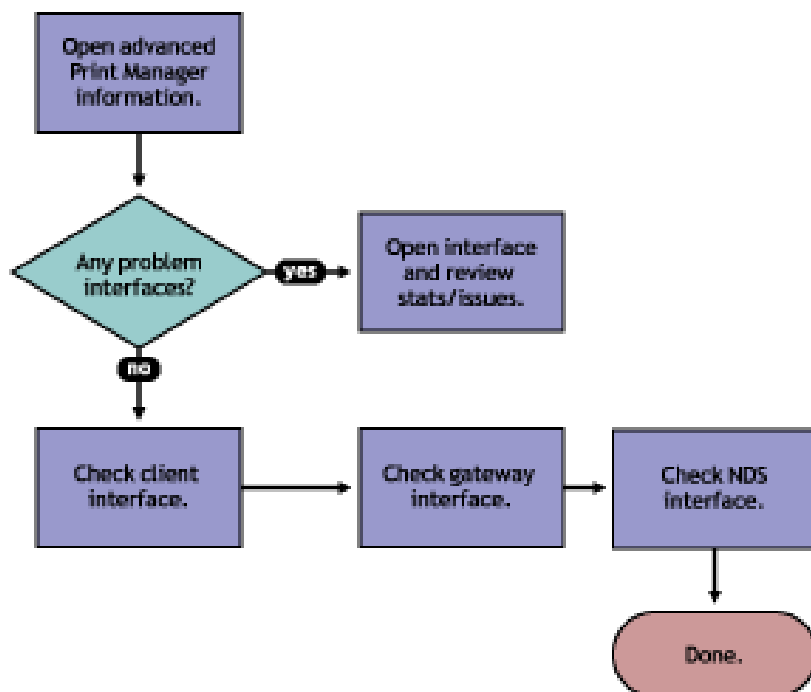 Open advanced
Print Manager
information.
Any problem
interfaces?
yes
Open interface
and review
stats/issues.
no
Check client
interface.
Check gateway
interface.
Check NDS
interface.
Done.